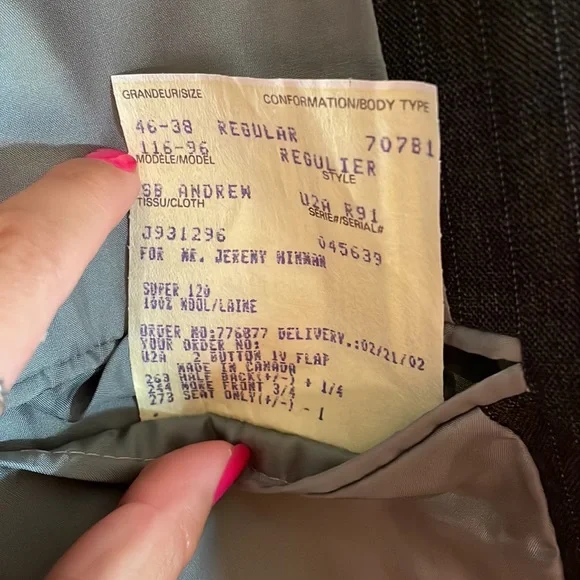 GRANDEUR/SIZE CONFORMATION/BODY TYPE
46-38 REGULAR 707B1
116-96 REGULIER
MODÈLE/MODEL STYLE
SB ANDREW U2A R91
TISSU/CLOTH SERIE#/SERIAL#
J931296 045639
FOR MR. JEREMY HINMAN
SUPER 120
100% WOOL/LAINE
ORDER NO:776877 DELIVERY.:02/21/02
YOUR ORDER NO:
U2A 2 BUTTON 1V FLAP
MADE IN CANADA
263 HALF BACK(+/-) + 1/4
244 MORE FRONT 3/4
273 SEAT ONLY(+/-) - 1